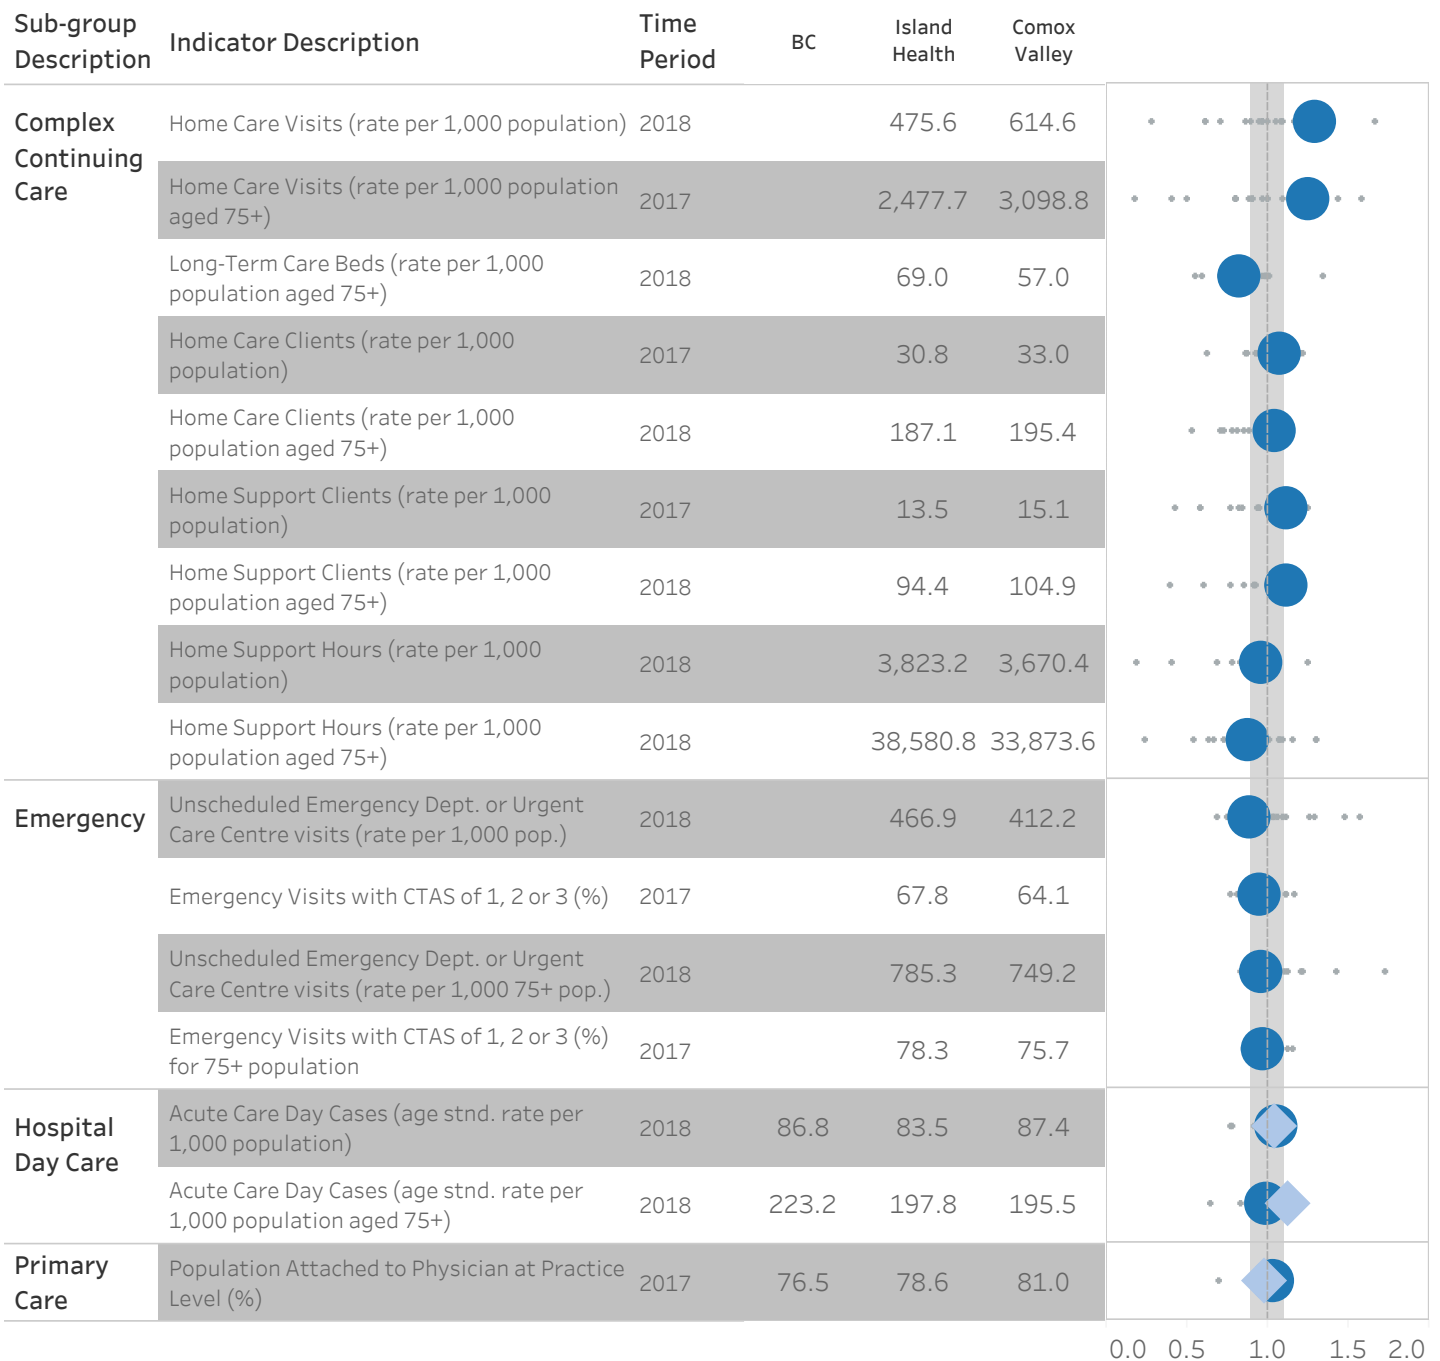 Sub-group Description Indicator Description Time Period BC Island Health Comox Valley
Complex Continuing Care
Home Care Visits (rate per 1,000 population) 2018 475.6 614.6
Home Care Visits (rate per 1,000 population
aged 75+) 2017 2,477.7 3,098.8
Long-Term Care Beds (rate per 1,000
population aged 75+) 2018 69.0 57.0
Home Care Clients (rate per 1,000
population) 2017 30.8 33.0
Home Care Clients (rate per 1,000
population aged 75+) 2018 187.1 195.4
Home Support Clients (rate per 1,000
population) 2017 13.5 15.1
Home Support Clients (rate per 1,000
population aged 75+) 2018 94.4 104.9
Home Support Hours (rate per 1,000
population) 2018 3,823.2 3,670.4
Home Support Hours (rate per 1,000
population aged 75+) 2018 38,580.8 33,873.6
Emergency
Unscheduled Emergency Dept. or Urgent
Care Centre visits (rate per 1,000 pop.) 2018 466.9 412.2
Emergency Visits with CTAS of 1, 2 or 3 (%) 2017 67.8 64.1
Unscheduled Emergency Dept. or Urgent
Care Centre visits (rate per 1,000 75+ pop.) 2018 785.3 749.2
Emergency Visits with CTAS of 1, 2 or 3 (%)
for 75+ population 2017 78.3 75.7
Hospital Day Care
Acute Care Day Cases (age stnd. rate per
1,000 population) 2018 86.8 83.5 87.4
Acute Care Day Cases (age stnd. rate per
1,000 population aged 75+) 2018 223.2 197.8 195.5
Primary Care
Population Attached to Physician at Practice
Level (%) 2017 76.5 78.6 81.0
0.0 0.5 1.0 1.5 2.0